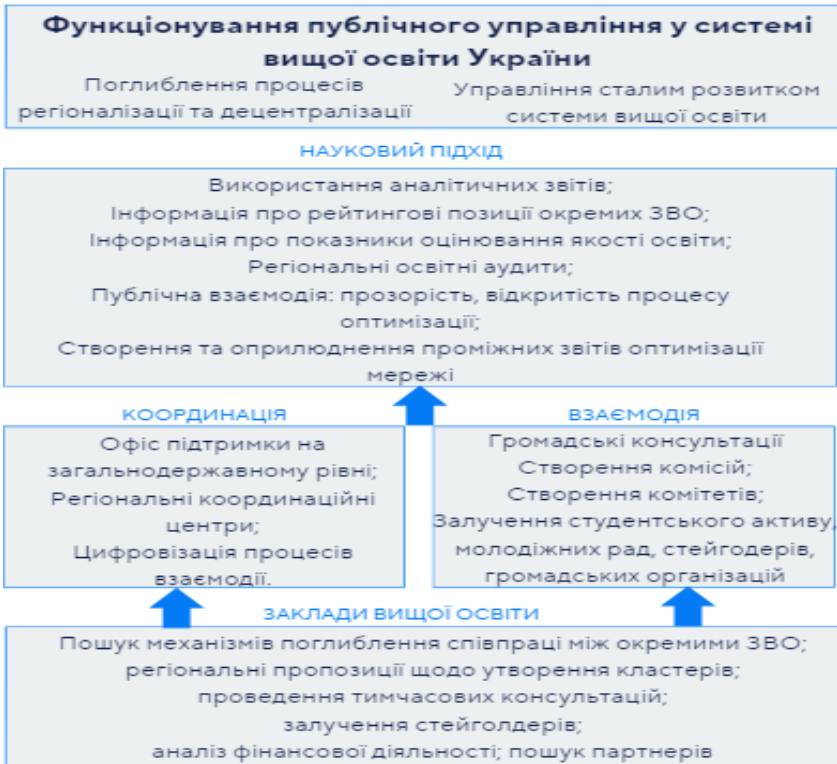 Функціонування публічного управління у системі
вищої освіти України
Поглиблення процесів
регіоналізації та децентралізації
Управління сталим розвитком
системи вищої освіти
НАУКОВИЙ ПІДХІД
Використання аналітичних звітів;
Інформація про рейтингові позиції окремих ЗВО;
Інформація про показники оцінювання якості освіти;
Регіональні освітні аудити;
Публічна взаємодія: прозорість, відкритість процесу
оптимізації;
Створення та оприлюднення проміжних звітів оптимізації
мережі
КООРДИНАЦІЯ
Офіс підтримки на
загальнодержавному рівні;
Регіональні координаційні
центри;
Цифровізація процесів
взаємодії.
ВЗАЄМОДІЯ
Громадські консультації
Створення комісій;
Створення комітетів;
Залучення студентського активу,
молодіжних рад, стейгодерів,
громадських організацій
ЗАКЛАДИ ВИЩОЇ ОСВІТИ
Пошук механізмів поглиблення співпраці між окремими ЗВО;
регіональні пропозиції щодо утворення кластерів;
проведення тимчасових консультацій;
залучення стейголдерів;
аналіз фінансової діяльності; пошук партнерів